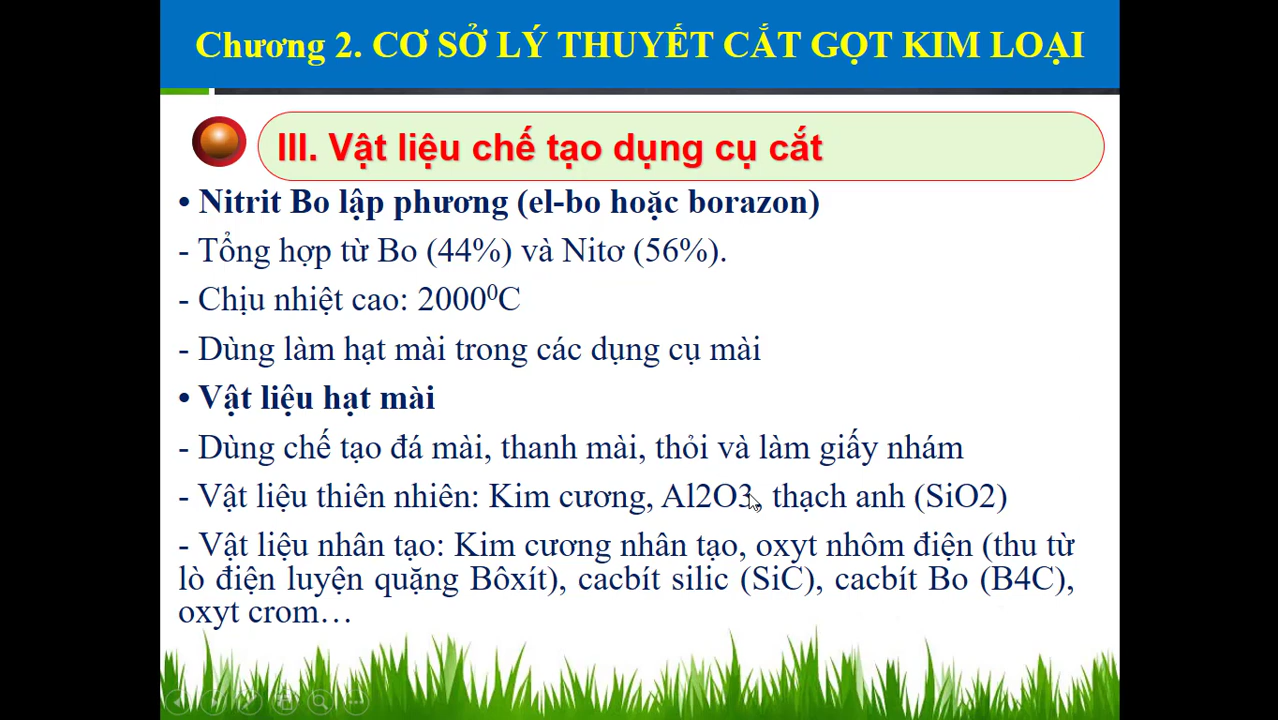 Chương 2. CƠ SỞ LÝ THUYẾT CẮT GỌT KIM LOẠI
III. Vật liệu chế tạo dụng cụ cắt
• Nitrit Bo lập phương (el-bo hoặc borazon)
- Tổng hợp từ Bo (44%) và Nitơ (56%).
- Chịu nhiệt cao: 2000⁰C
- Dùng làm hạt mài trong các dụng cụ mài
• Vật liệu hạt mài
- Dùng chế tạo đá mài, thanh mài, thỏi và làm giấy nhám
- Vật liệu thiên nhiên: Kim cương, Al2O3, thạch anh (SiO2)
- Vật liệu nhân tạo: Kim cương nhân tạo, oxyt nhôm điện (thu từ
lò điện luyện quặng Bôxít), cacbít silic (SiC), cacbít Bo (B4C),
oxyt crom…